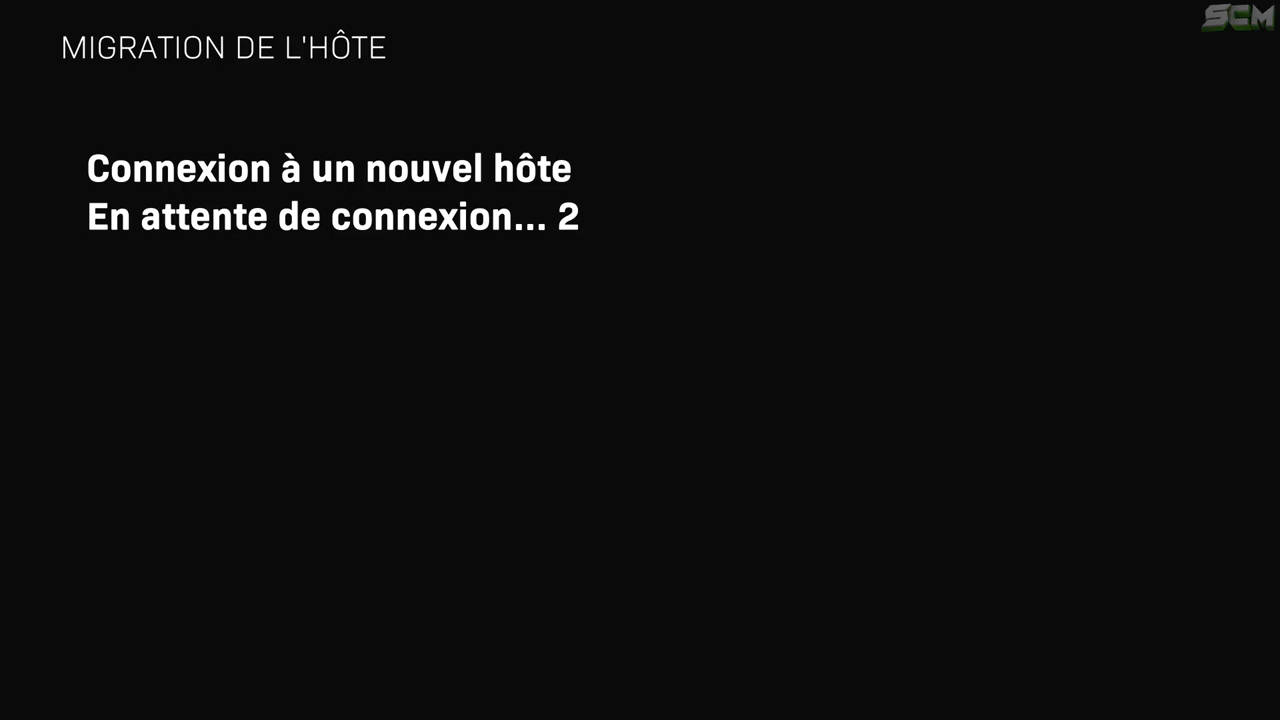 SCM
MIGRATION DE L'HÔTE
Connexion à un nouvel hôte
En attente de connexion... 2